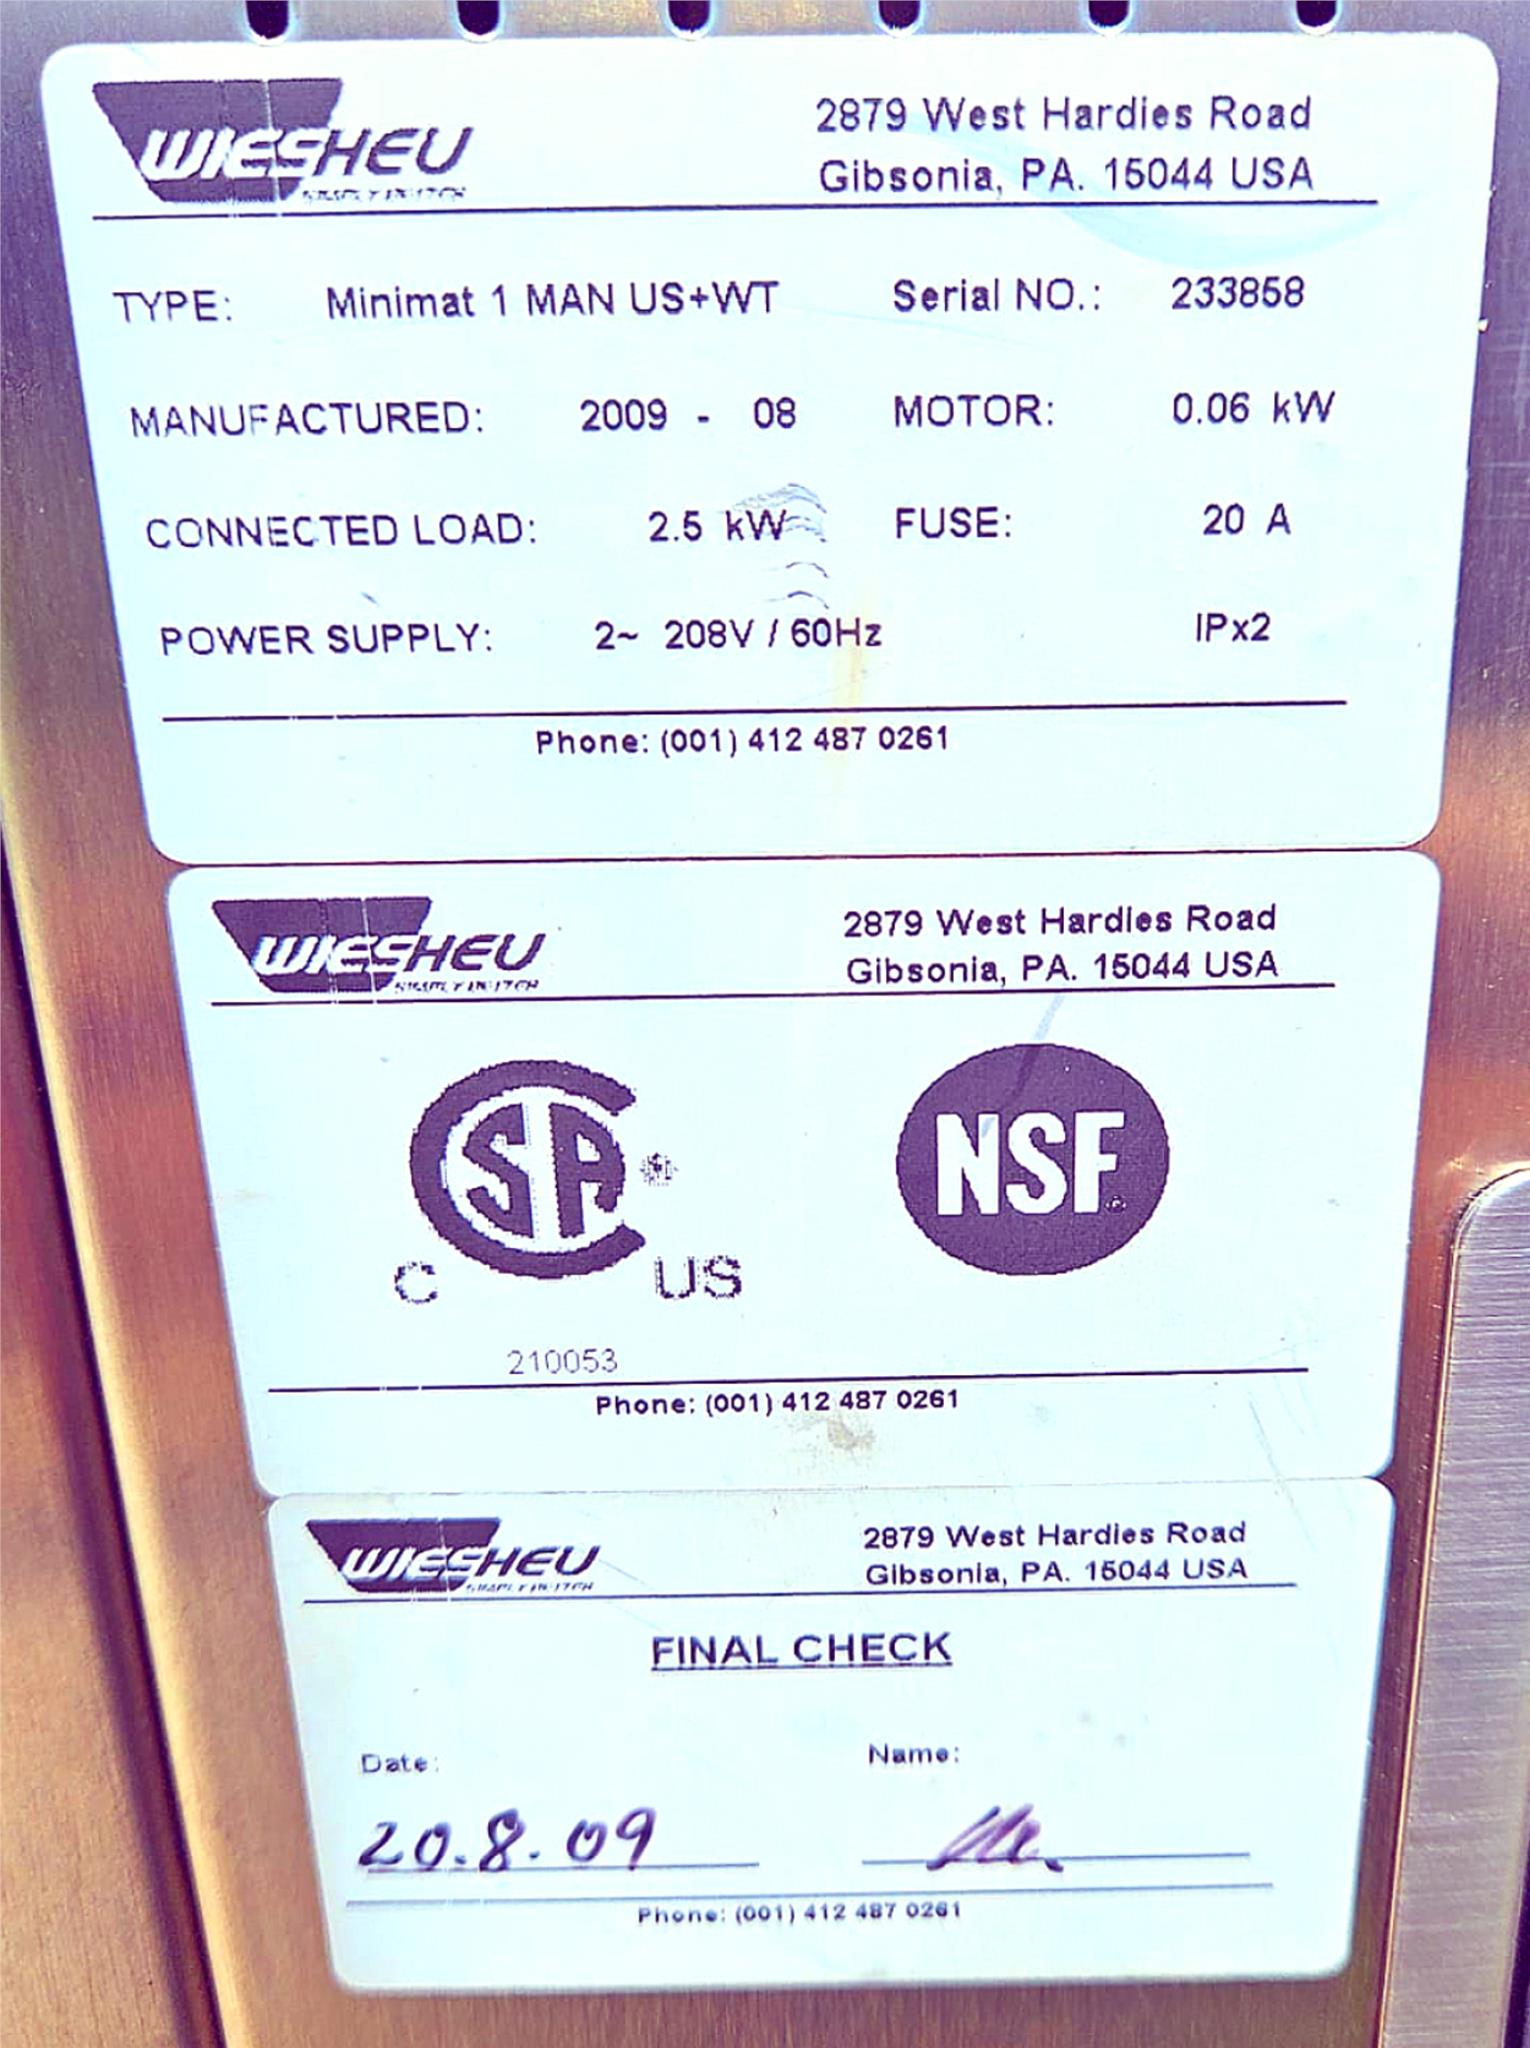 WIESHEU
2879 West Hardies Road
Gibsonia, PA. 15044 USA
TYPE: Minimat 1 MAN US+WT Serial NO.: 233858
MANUFACTURED: 2009 - 08 MOTOR: 0.06 kW
CONNECTED LOAD: 2.5 kW FUSE: 20 A
POWER SUPPLY: 2~ 208V / 60Hz IPx2
Phone: (001) 412 487 0261
WIESHEU
2879 West Hardies Road
Gibsonia, PA. 15044 USA
CSA
NSF
C US
210053
Phone: (001) 412 487 0261
WIESHEU
2879 West Hardies Road
Gibsonia, PA. 15044 USA
FINAL CHECK
Date: Name:
20.8.09
Phone: (001) 412 487 0261